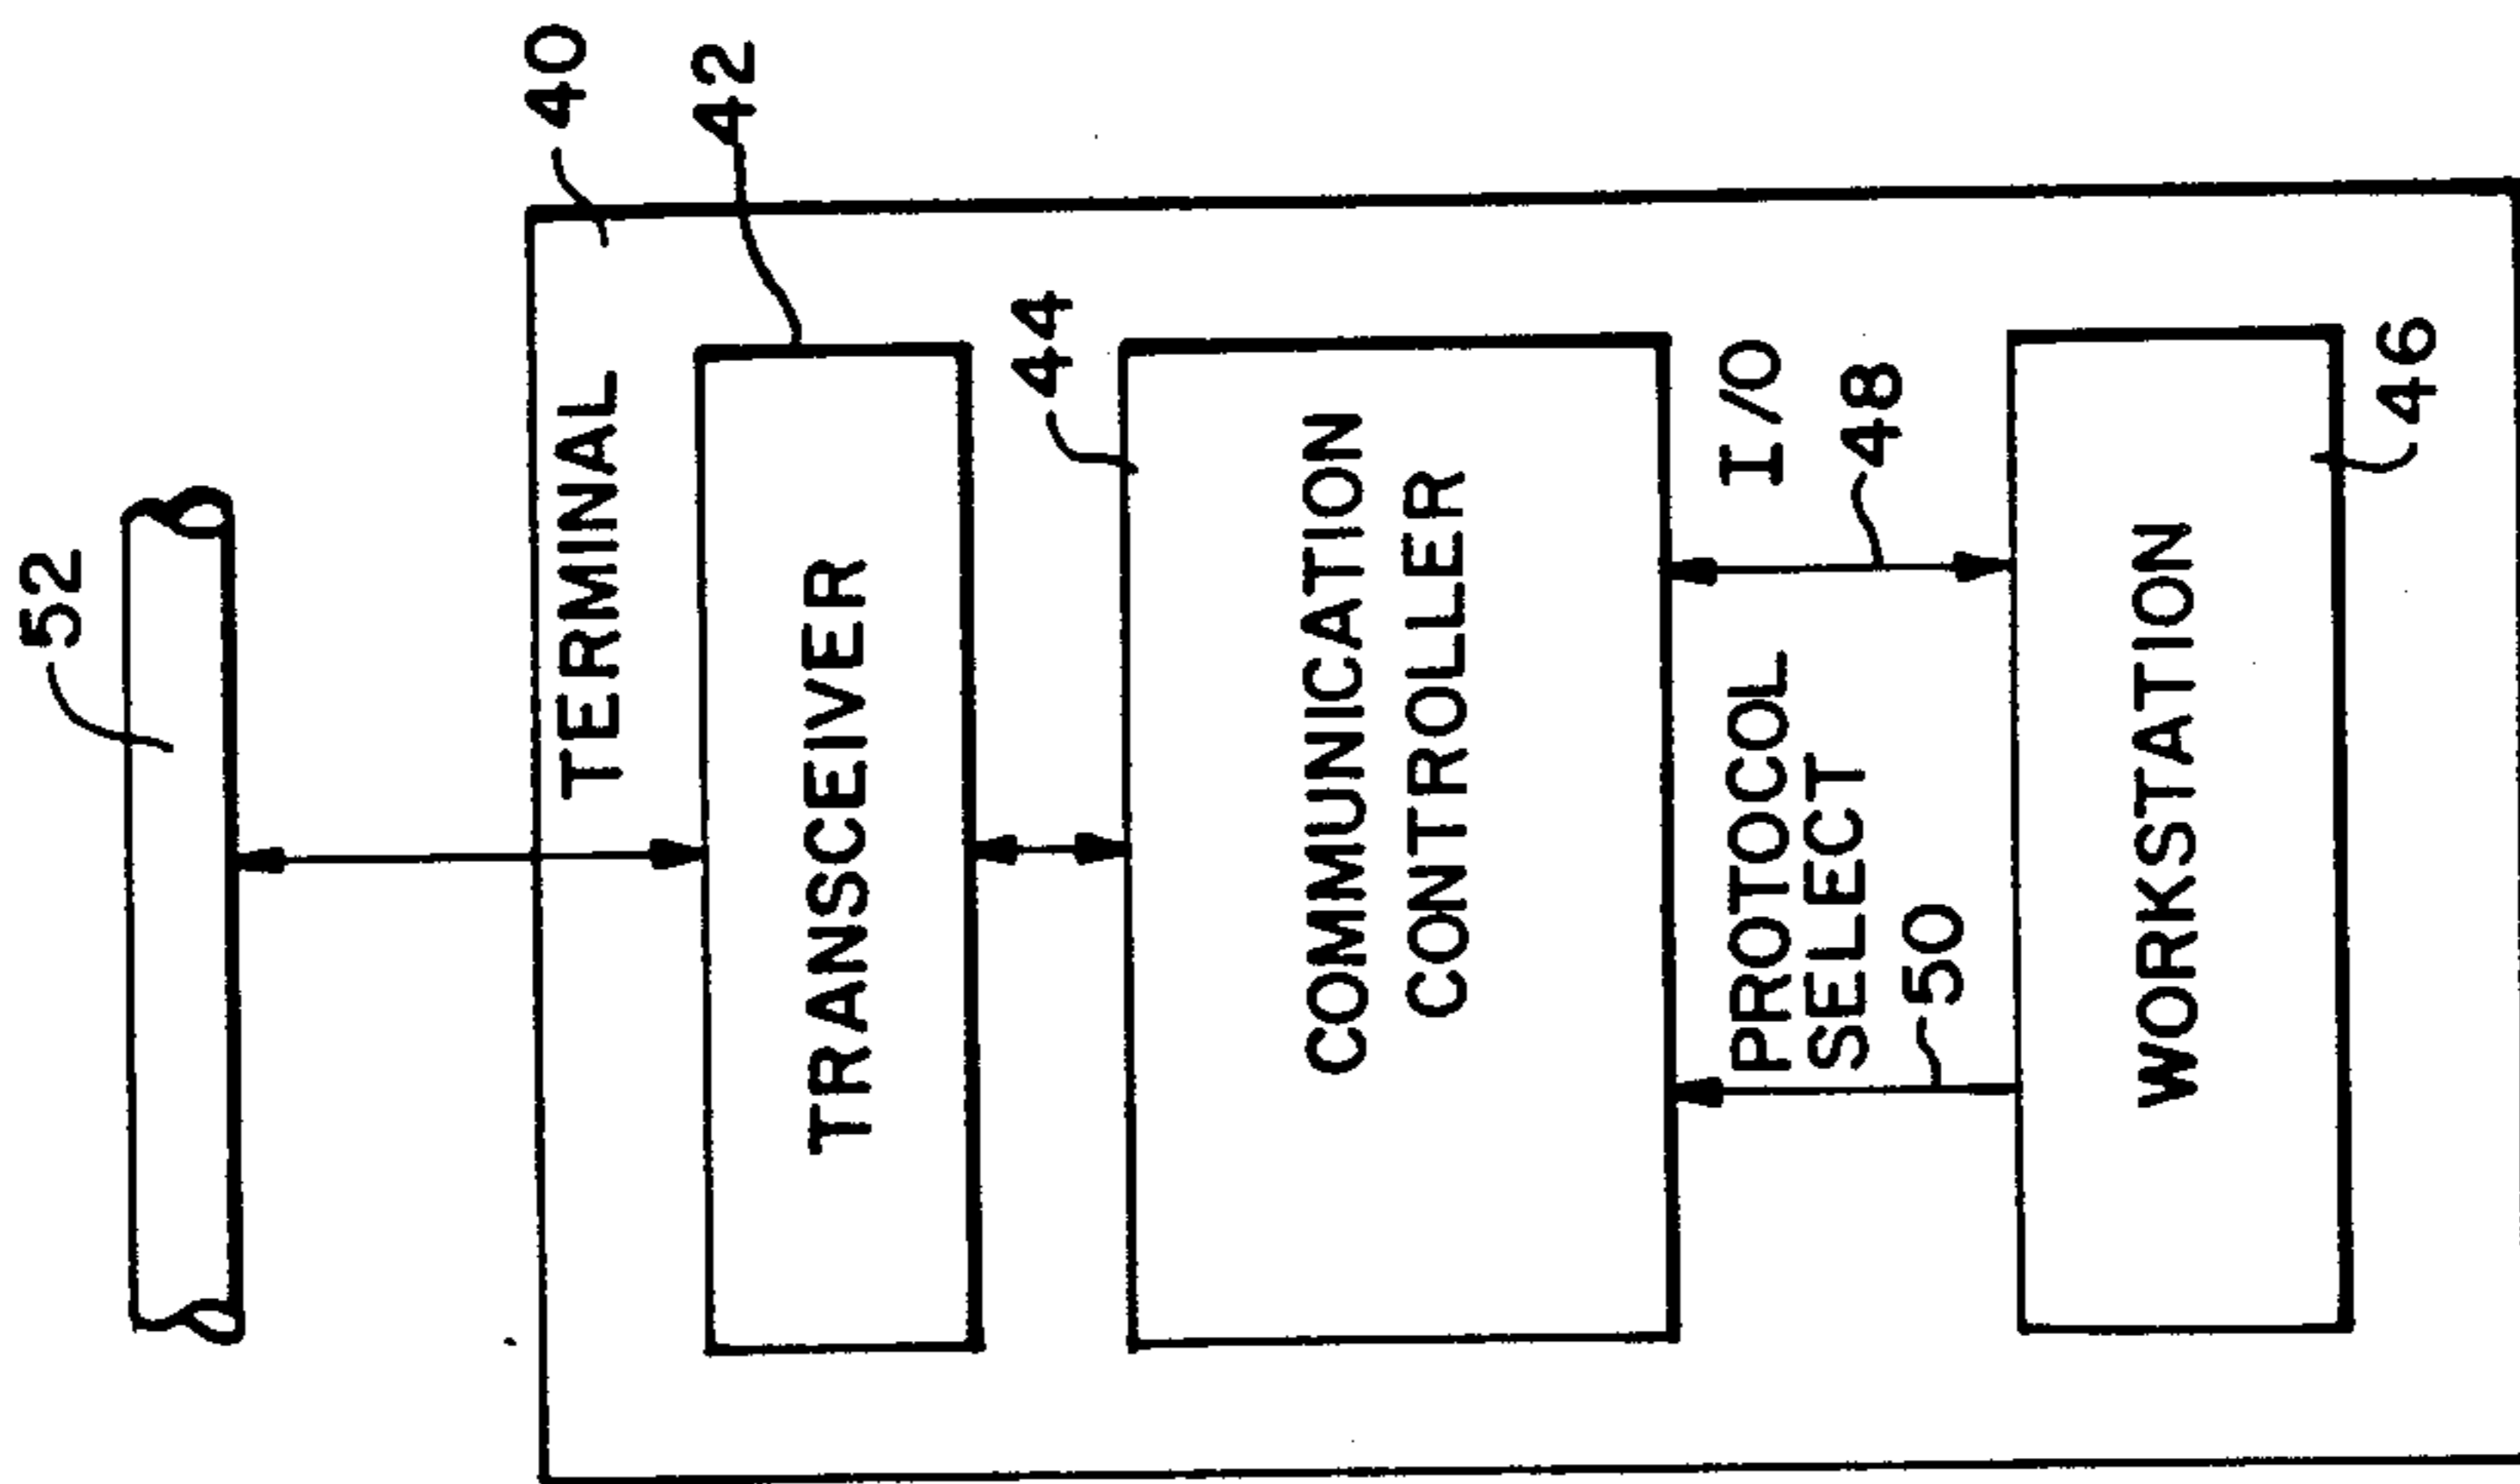 52
40
TERMINAL
42
TRANSCEIVER
44
COMMUNICATION
CONTROLLER
PROTOCOL
SELECT
50
I/O
48
WORKSTATION
46